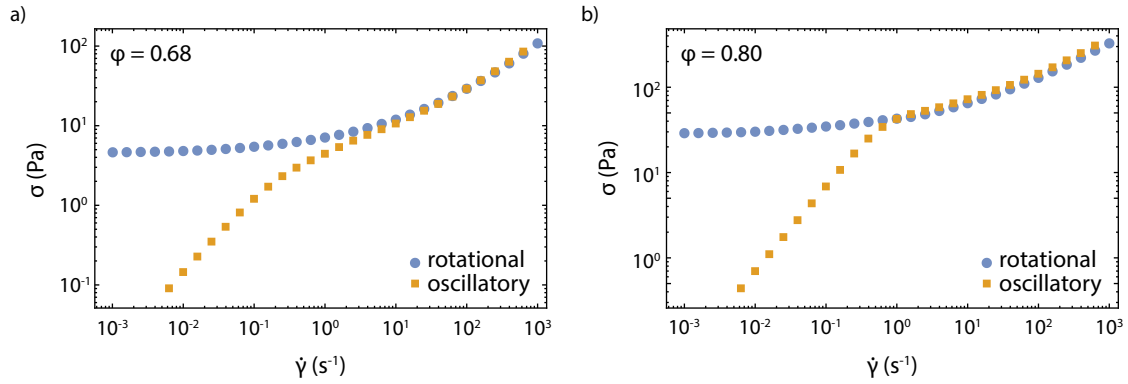 a)
φ = 0.68
10²
10¹
10⁰
10⁻¹
σ (Pa)
rotational
oscillatory
10⁻³
10⁻²
10⁻¹
10⁰
10¹
10²
10³
γ̇ (s⁻¹)
b)
φ = 0.80
10²
10¹
10⁰
σ (Pa)
rotational
oscillatory
10⁻³
10⁻²
10⁻¹
10⁰
10¹
10²
10³
γ̇ (s⁻¹)